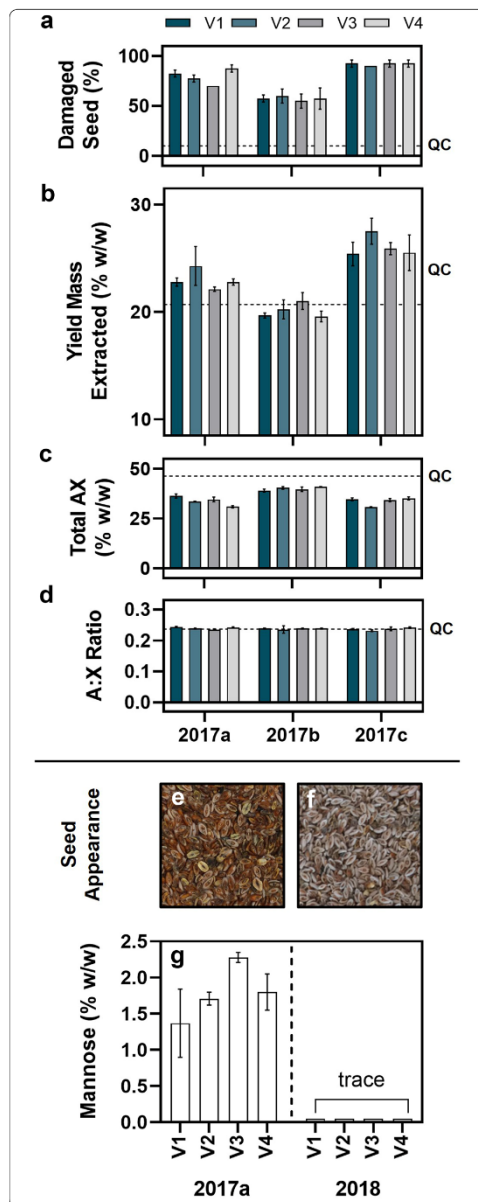 a
V1 V2 V3 V4
Damaged
Seed (%)
100
50
0
QC
b
Yield Mass
Extracted (% w/w)
30
20
10
QC
c
Total AX
(% w/w)
50
25
0
QC
d
A:X Ratio
0.3
0.2
0.1
0.0
QC
2017a 2017b 2017c
Seed
Appearance
e f
g
Mannose (% w/w)
2.5
2.0
1.5
1.0
0.5
0.0
trace
V1 V2 V3 V4 V1 V2 V3 V4
2017a 2018